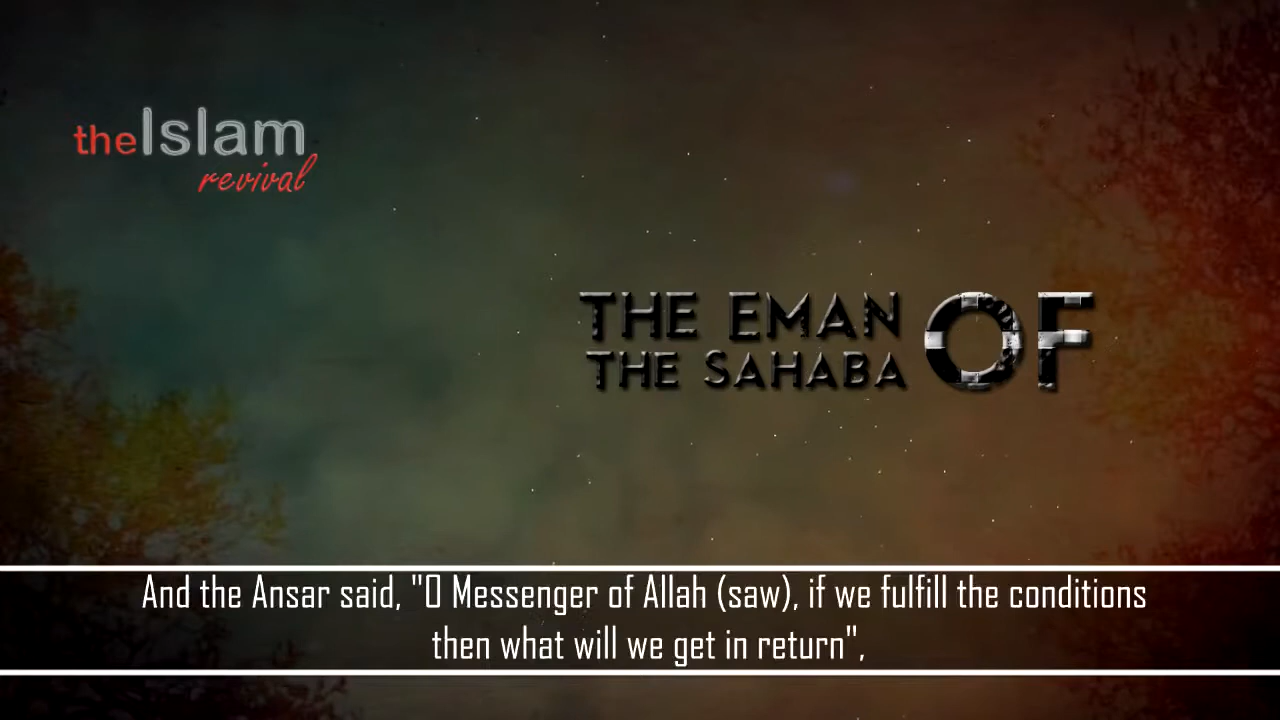 theIslam
revival
THE EMAN OF
THE SAHABA
And the Ansar said, "O Messenger of Allah (saw), if we fulfill the conditions
then what will we get in return",